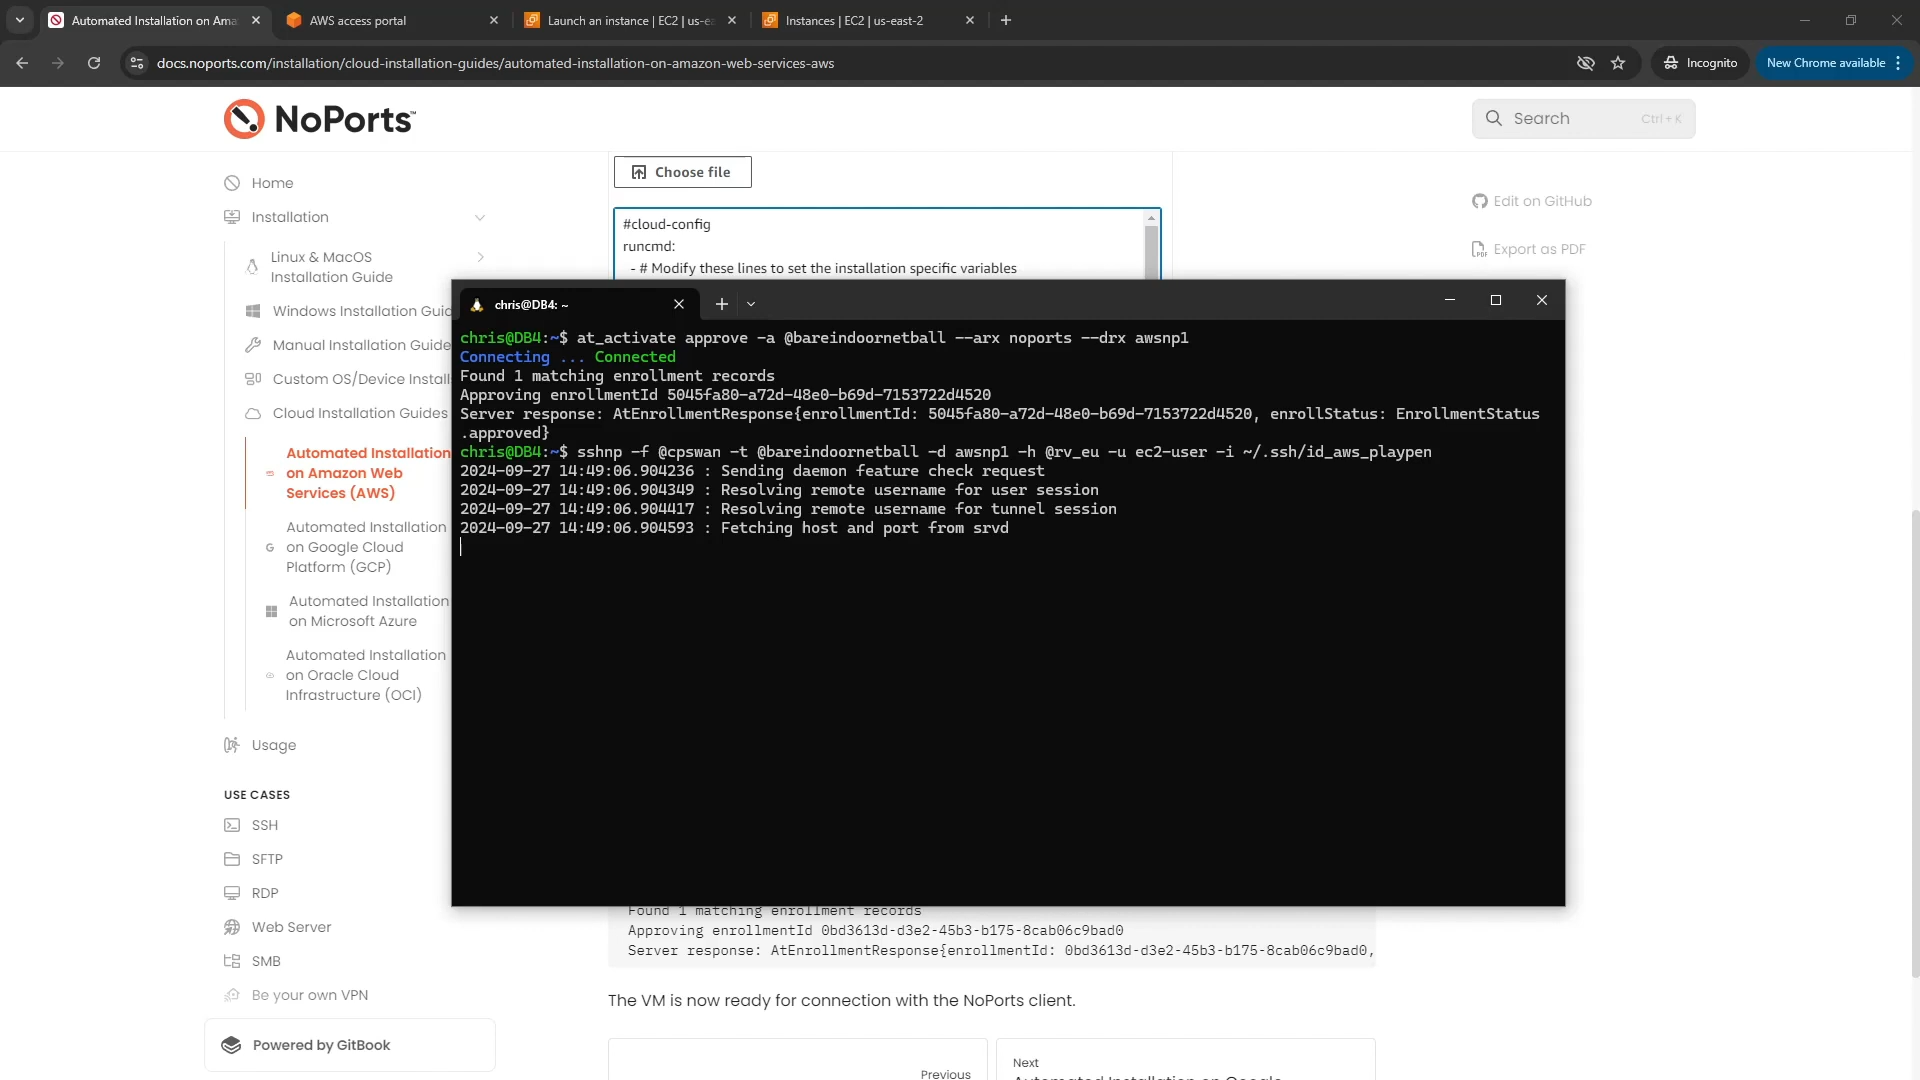 Automated Installation on Ama
AWS access portal
Launch an instance | EC2 | us-ea
Instances | EC2 | us-east-2
docs.noports.com/installation/cloud-installation-guides/automated-installation-on-amazon-web-services-aws
Incognito
New Chrome available
NoPorts™
Search
Ctrl + K
Home
Installation
Linux & MacOS
Installation Guide
Windows Installation Guid
Manual Installation Guide
Custom OS/Device Install
Cloud Installation Guides
Automated Installation
on Amazon Web
Services (AWS)
Automated Installation
on Google Cloud
Platform (GCP)
Automated Installation
on Microsoft Azure
Automated Installation
on Oracle Cloud
Infrastructure (OCI)
Usage
USE CASES
SSH
SFTP
RDP
Web Server
SMB
Be your own VPN
Powered by GitBook
Choose file
#cloud-config
runcmd:
- # Modify these lines to set the installation specific variables
Edit on GitHub
Export as PDF
chris@DB4: ~
chris@DB4:~$ at_activate approve -a @bareindoornetball --arx noports --drx awsnp1
Connecting ... Connected
Found 1 matching enrollment records
Approving enrollmentId 5045fa80-a72d-48e0-b69d-7153722d4520
Server response: AtEnrollmentResponse{enrollmentId: 5045fa80-a72d-48e0-b69d-7153722d4520, enrollStatus: EnrollmentStatus
.approved}
chris@DB4:~$ sshnp -f @cpswan -t @bareindoornetball -d awsnp1 -h @rv_eu -u ec2-user -i ~/.ssh/id_aws_playpen
2024-09-27 14:49:06.904236 : Sending daemon feature check request
2024-09-27 14:49:06.904349 : Resolving remote username for user session
2024-09-27 14:49:06.904417 : Resolving remote username for tunnel session
2024-09-27 14:49:06.904593 : Fetching host and port from srvd
Found 1 matching enrollment records
Approving enrollmentId 0bd3613d-d3e2-45b3-b175-8cab06c9bad0
Server response: AtEnrollmentResponse{enrollmentId: 0bd3613d-d3e2-45b3-b175-8cab06c9bad0,
The VM is now ready for connection with the NoPorts client.
Previous
Next
Automated Installation on Google